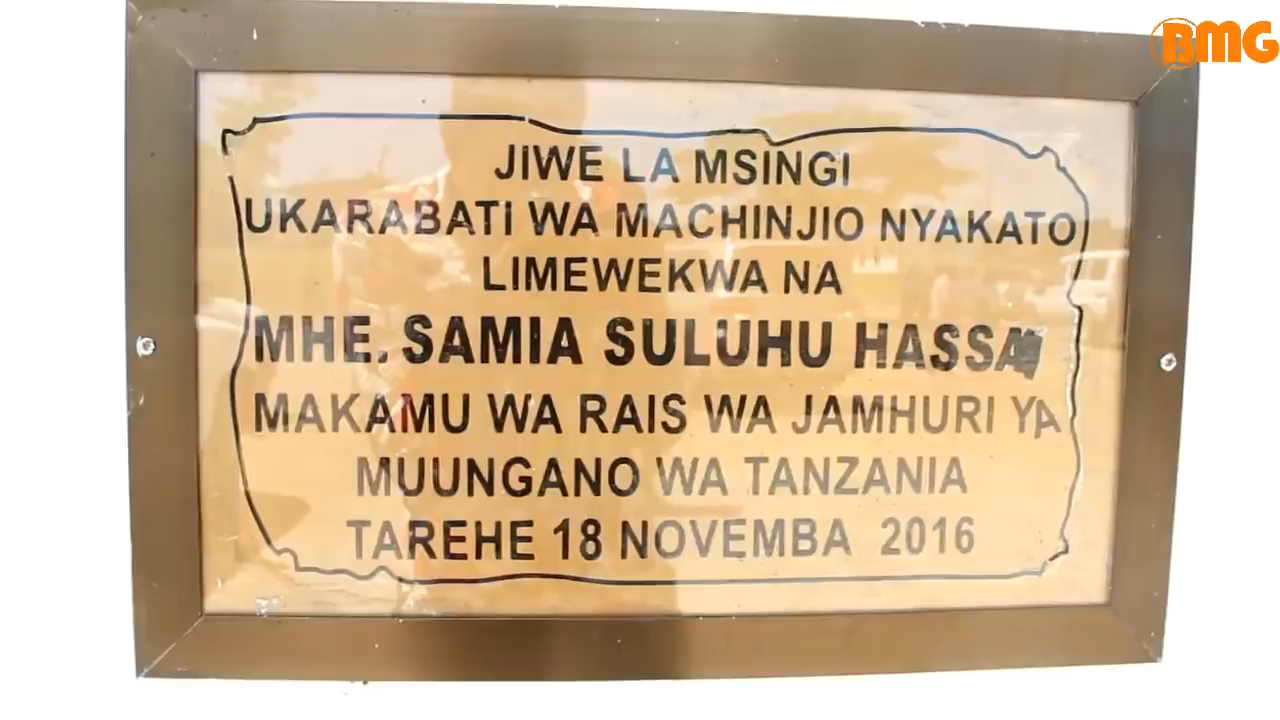 BMG
JIWE LA MSINGI
UKARABATI WA MACHINJIO NYAKATO
LIMEWEKWA NA
MHE. SAMIA SULUHU HASSA
MAKAMU WA RAIS WA JAMHURI YA
MUUNGANO WA TANZANIA
TAREHE 18 NOVEMBA 2016